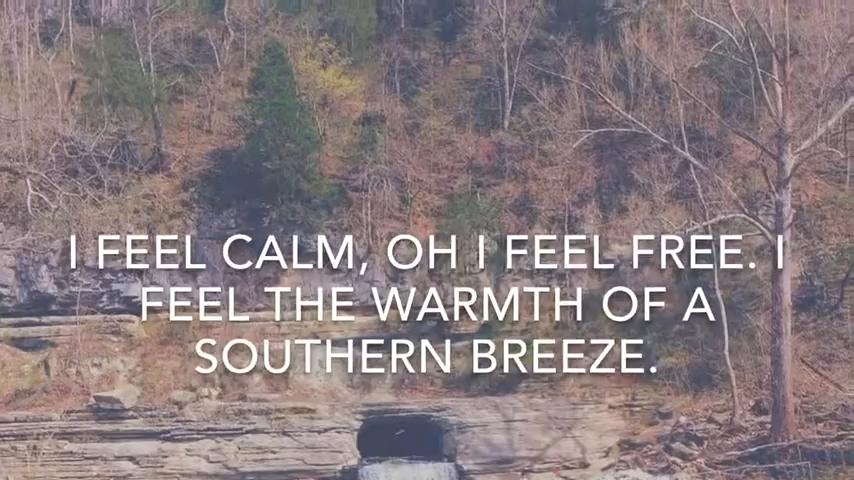 I FEEL CALM, OH I FEEL FREE. I
FEEL THE WARMTH OF A
SOUTHERN BREEZE.